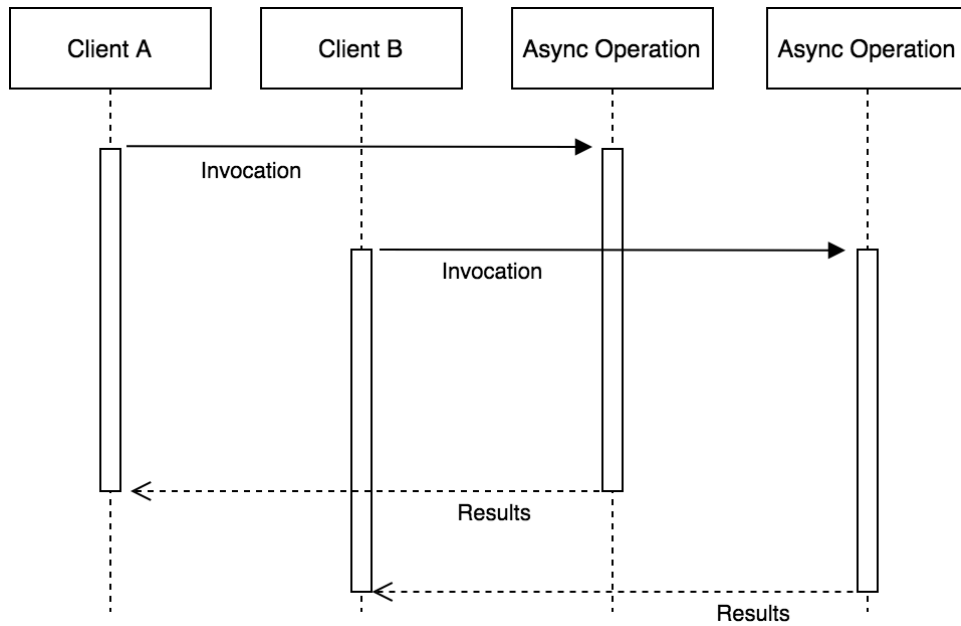 Client A
Client B
Async Operation
Async Operation
Invocation
Invocation
Results
Results